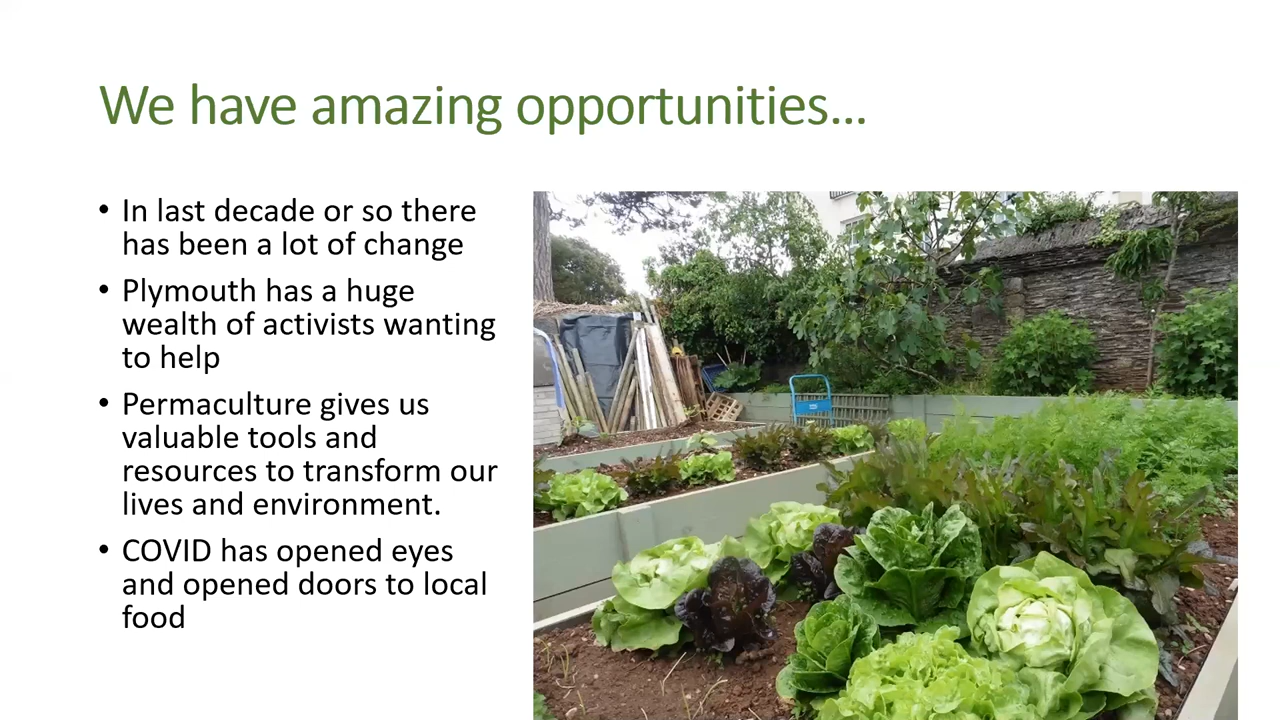 We have amazing opportunities...
• In last decade or so there
has been a lot of change
• Plymouth has a huge
wealth of activists wanting
to help
• Permaculture gives us
valuable tools and
resources to transform our
lives and environment.
• COVID has opened eyes
and opened doors to local
food